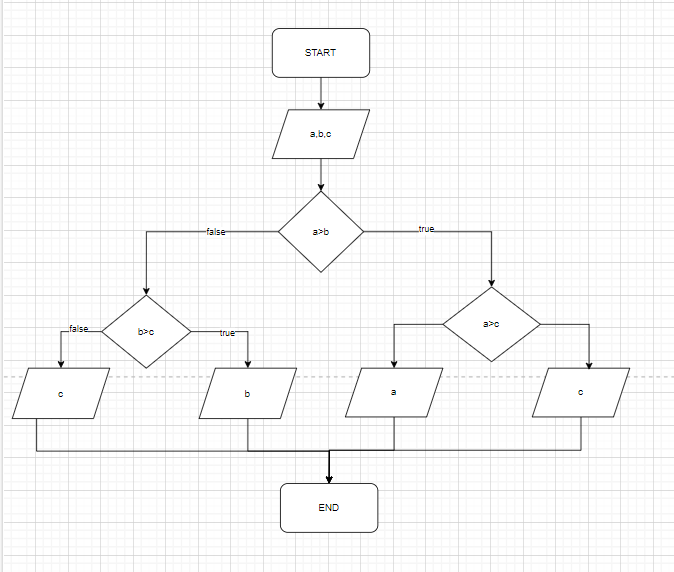 START
a,b,c
a>b
false
true
a>c
false
b>c
true
c
b
a
c
END